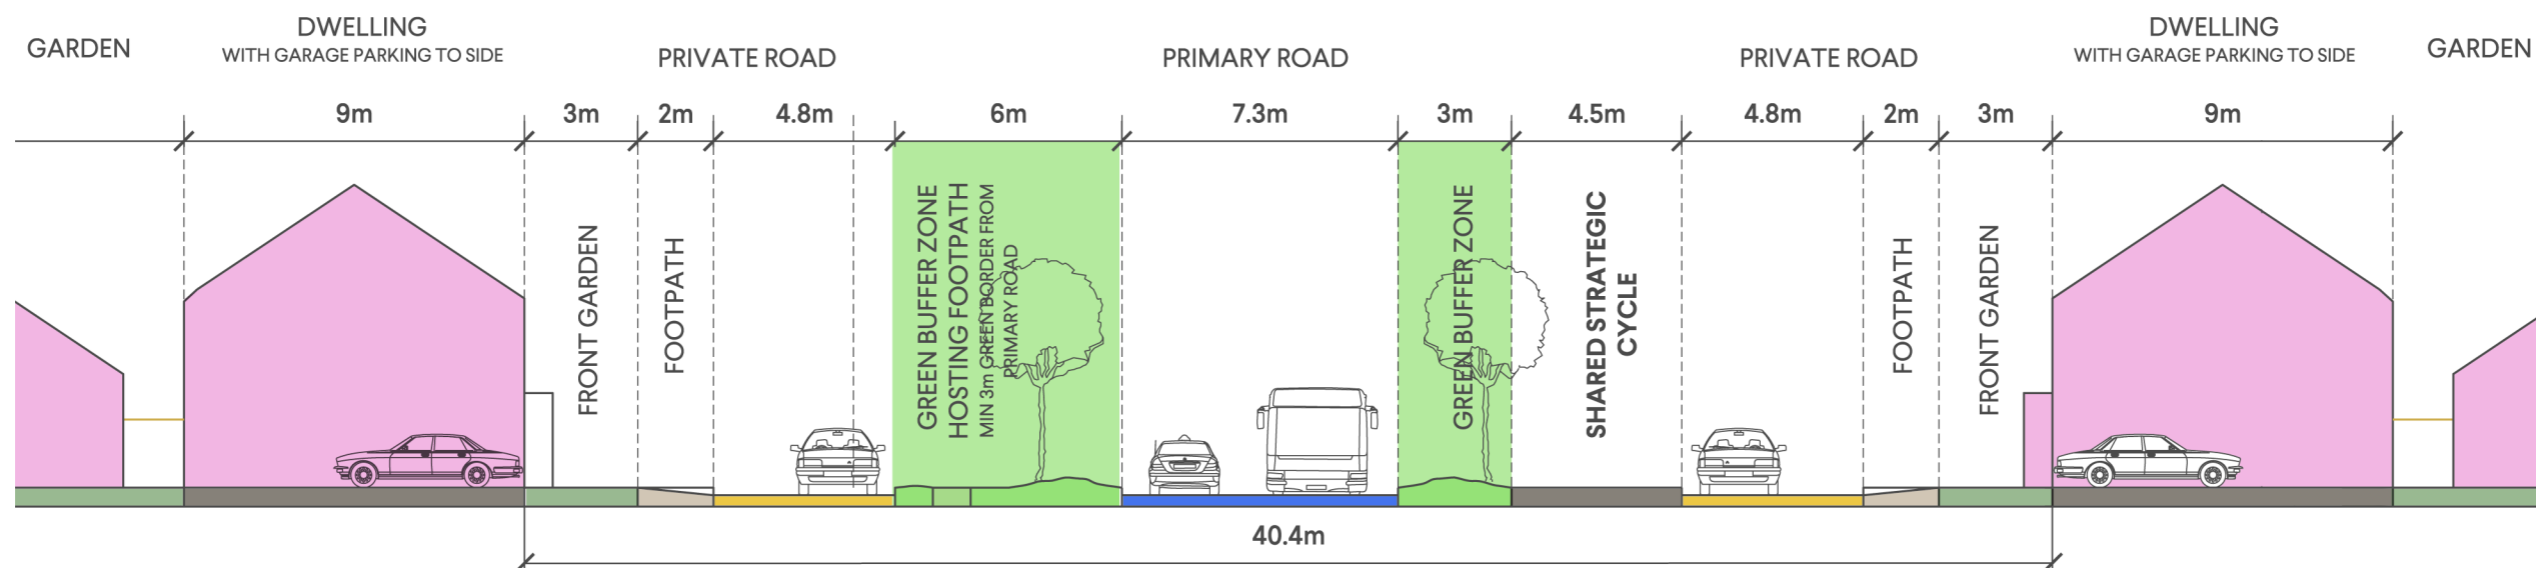 GARDEN
DWELLING
WITH GARAGE PARKING TO SIDE
PRIVATE ROAD
PRIMARY ROAD
PRIVATE ROAD
DWELLING
WITH GARAGE PARKING TO SIDE
GARDEN
9m
3m
2m
4.8m
6m
7.3m
3m
4.5m
4.8m
2m
3m
9m
FRONT GARDEN
FOOTPATH
GREEN BUFFER ZONE
HOSTING FOOTPATH
MIN 3m GREEN BORDER FROM
PRIMARY ROAD
GREEN BUFFER ZONE
SHARED STRATEGIC
CYCLE
FOOTPATH
FRONT GARDEN
40.4m